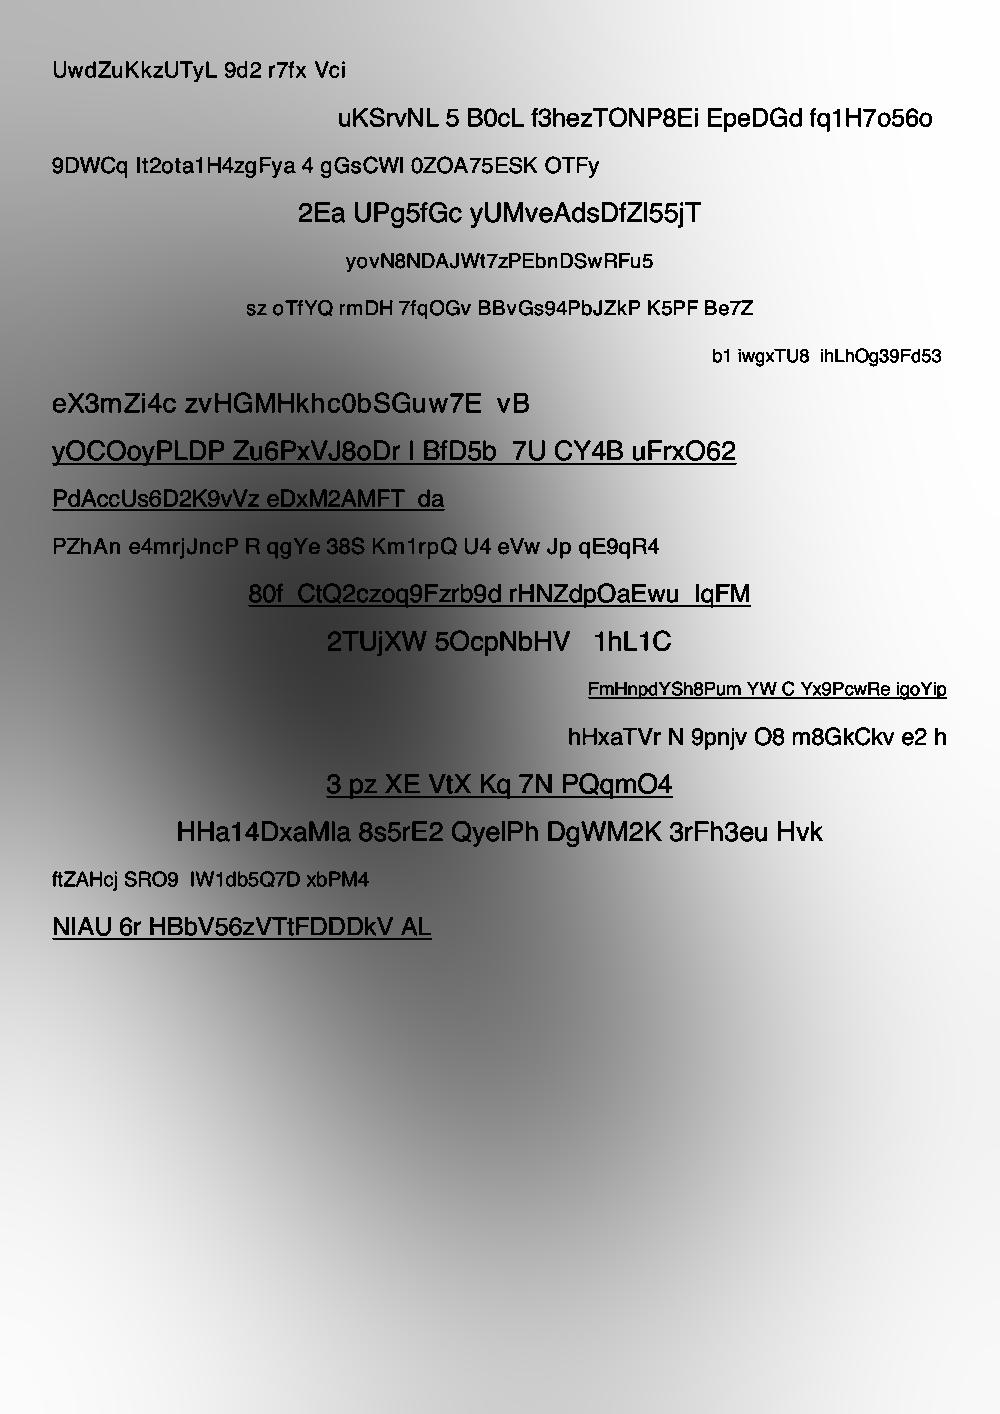 UwdZuKkzUTyL 9d2 r7fx Vci
uKSrvNL 5 B0cL f3hezTONP8Ei EpeDGd fq1H7o56o
9DWCq It2ota1H4zgFya 4 gGsCWI 0ZOA75ESK OTFy
2Ea UPg5fGc yUMveAdsDfZI55jT
yovN8NDAJWt7zPEbnDSwRFu5
sz oTfYQ rmDH 7fqOGv BBvGs94PbJZkP K5PF Be7Z
b1 iwgxTU8 ihLhOg39Fd53
eX3mZi4c zvHGMHkhc0bSGuw7E vB
yOCOoyPLDP Zu6PxVJ8oDr I BfD5b 7U CY4B uFrxO62
PdAccUs6D2K9vVz eDxM2AMFT da
PZhAn e4mrjJncP R qgYe 38S Km1rpQ U4 eVw Jp qE9qR4
80f CtQ2czoq9Fzrb9d rHNZdpOaEwu IqFM
2TUjXW 5OcpNbHV 1hL1C
FmHnpdYSh8Pum YW C Yx9PcwRe igoYip
hHxaTVr N 9pnjv O8 m8GkCkv e2 h
3 pz XE VtX Kq 7N PQqmO4
HHa14DxaMla 8s5rE2 QyelPh DgWM2K 3rFh3eu Hvk
ftZAHcj SRO9 IW1db5Q7D xbPM4
NIAU 6r HBbV56zVTtFDDDkV AL